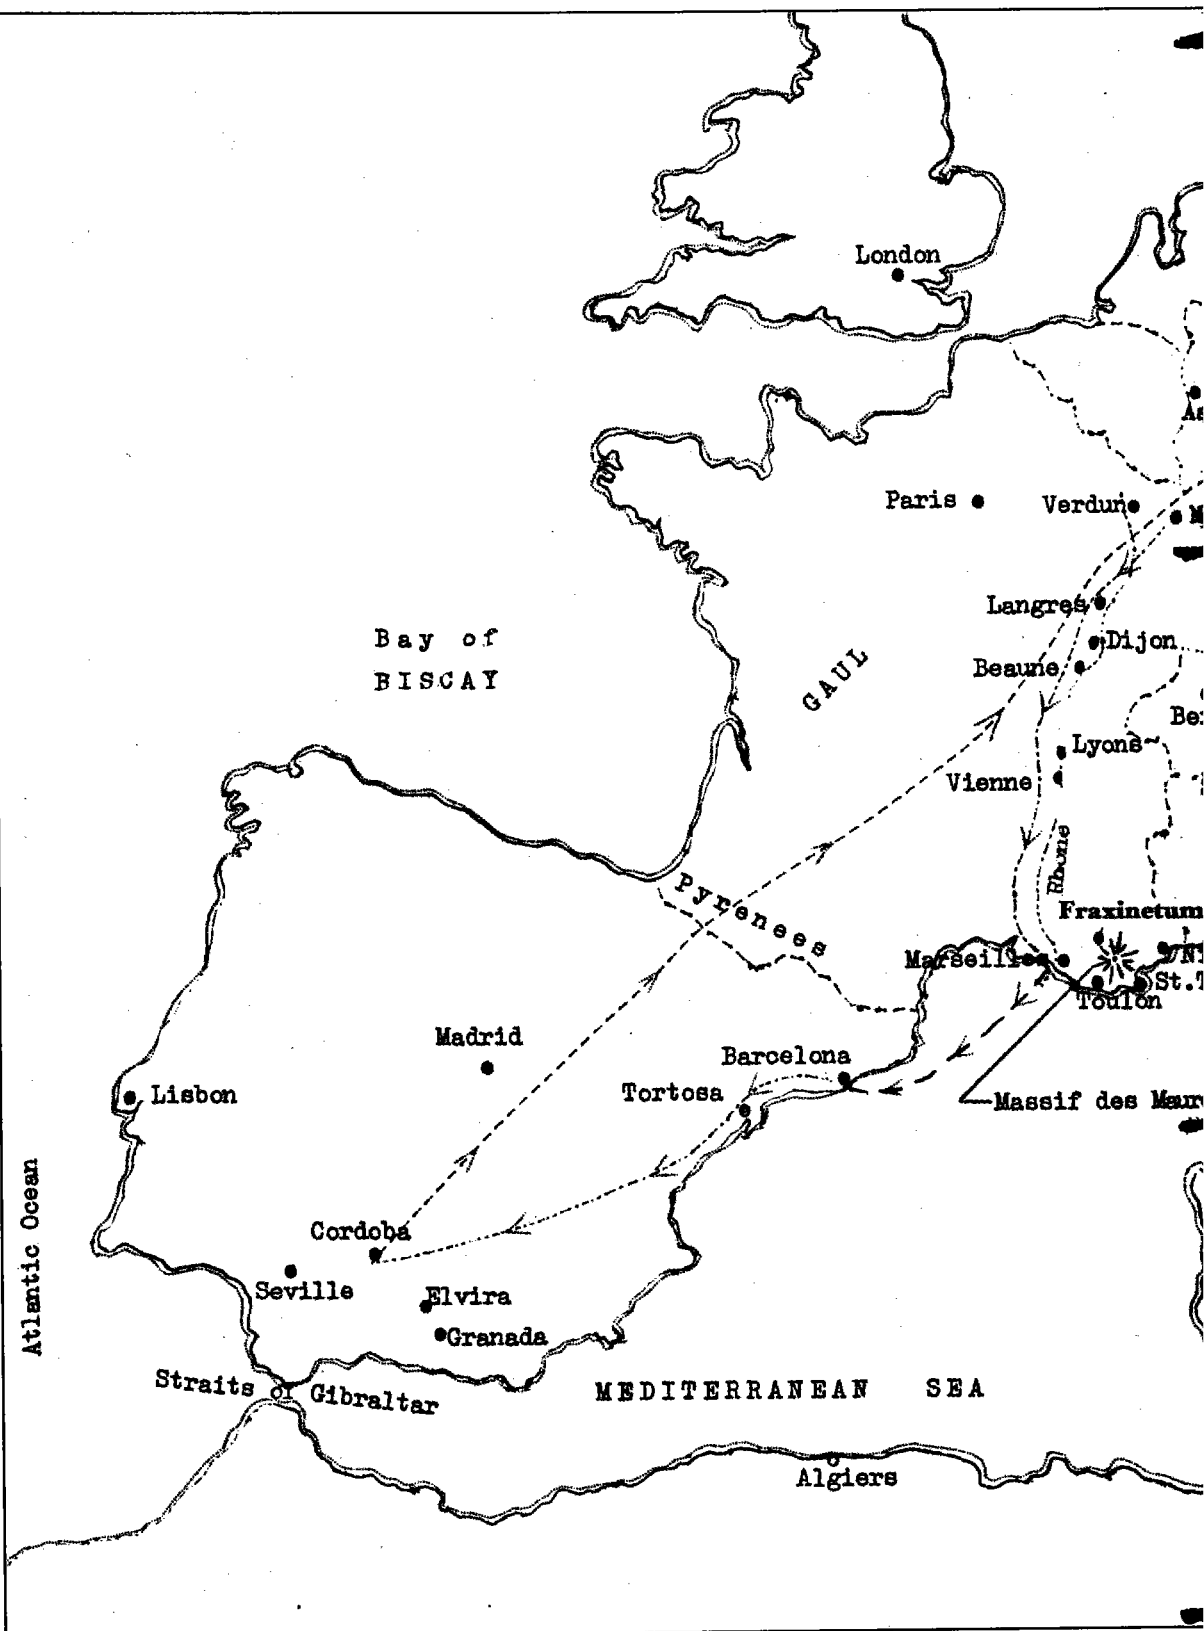 London
Paris
Verdun
Langres
Dijon
Bay of
BISCAY
Beaune
GAUL
Lyons
Vienne
Rhone
Pyrenees
Fraxinetum
Marseill
St.T
Toulon
Madrid
Barcelona
Tortosa
Lisbon
Massif des Maur
Atlantic Ocean
Cordoba
Seville
Elvira
Granada
Straits of Gibraltar
MEDITERRANEAN SEA
Algiers